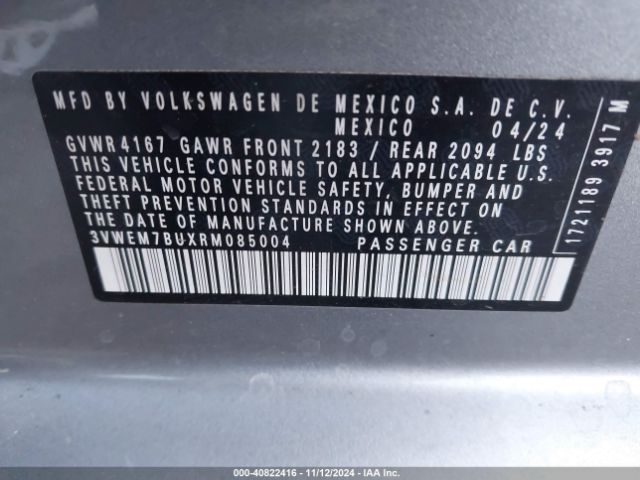 MFD BY VOLKSWAGEN DE MEXICO S.A. DE C.V.
MEXICO 04/24
GVWR 4167 GAWR FRONT 2183 / REAR 2094 LBS
THIS VEHICLE CONFORMS TO ALL APPLICABLE U.S.
FEDERAL MOTOR VEHICLE SAFETY, BUMPER AND
THEFT PREVENTION STANDARDS IN EFFECT ON
THE DATE OF MANUFACTURE SHOWN ABOVE.
3VWEM7BUXRM085004 PASSENGER CAR
1721189 3917 M
000-40822416 - 11/12/2024 - IAA Inc.